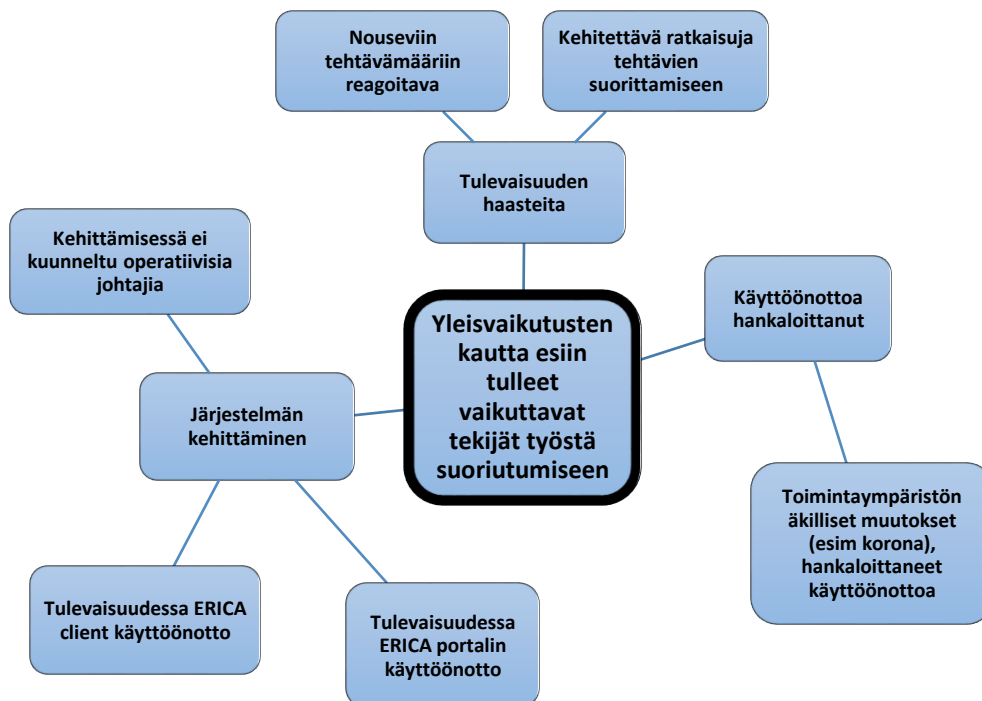 Nouseviin
tehtävämääriin
reagoitava
Kehitettävä ratkaisuja
tehtävien
suorittamiseen
Tulevaisuuden
haasteita
Kehittämisessä ei
kuunneltu operatiivisia
johtajia
Käyttöönottoa
hankaloittanut
Yleisvaikutusten
kautta esiin
tulleet
vaikuttavat
tekijät työstä
suoriutumiseen
Järjestelmän
kehittäminen
Toimintaympäristön
äkilliset muutokset
(esim korona),
hankaloittaneet
käyttöönottoa
Tulevaisuudessa ERICA
client käyttöönotto
Tulevaisuudessa
ERICA portalin
käyttöönotto